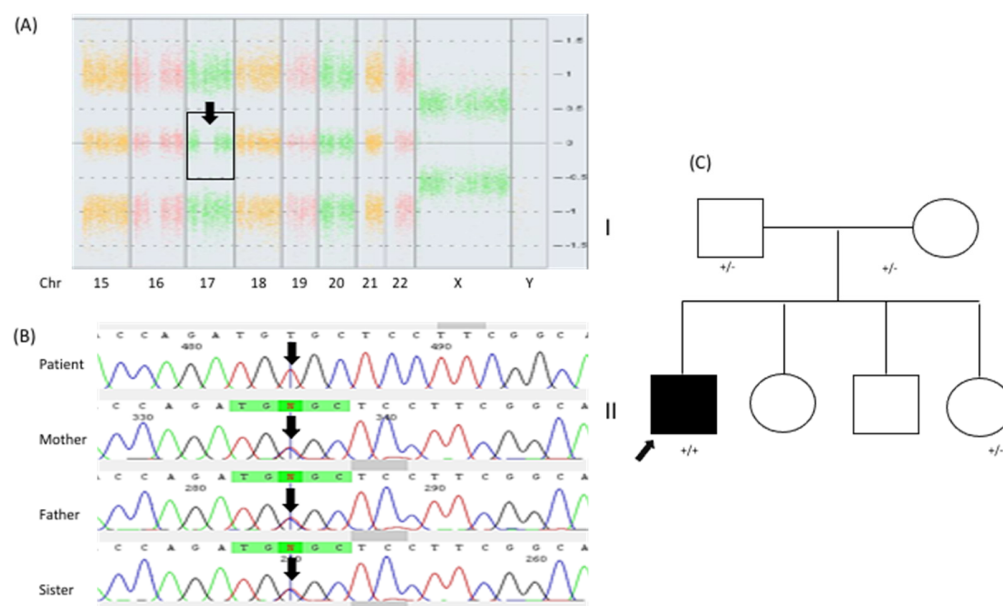 (A)
1.5
1
0.5
0
-0.5
-1
-1.5
Chr 15 16 17 18 19 20 21 22 X Y
(B)
A C C A G A T G T G C T C C T T C G G C A
480 490
Patient
C C A G A T G N G C T C C T T C G G C A
330 340
Mother
C C A G A T G N G C T C C T T C G G C A
280 290
Father
C C A G A T G N G C T C C T T C G G C A
260
Sister
(C)
I
+/- +/-
II
+/+ +/-